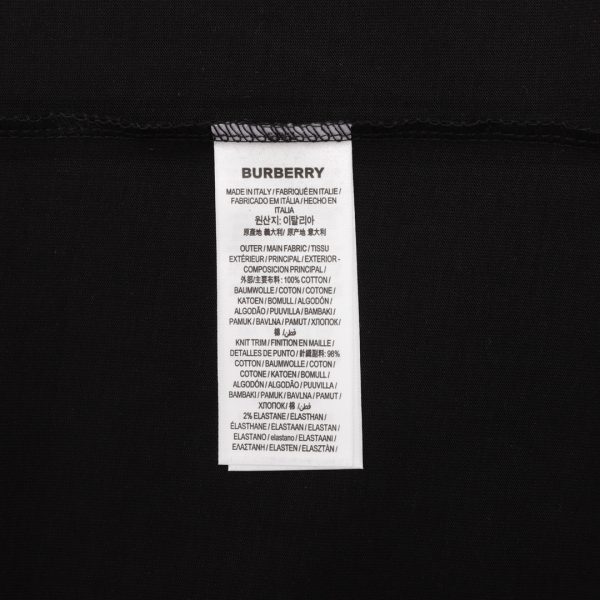 BURBERRY
MADE IN ITALY / FABRIQUÉ EN ITALIE /
FABRICADO EM ITÁLIA / HECHO EN
ITALIA
원산지: 이탈리아
原產地 義大利/ 原产地 意大利
OUTER / MAIN FABRIC / TISSU
EXTÉRIEUR / PRINCIPAL / EXTERIOR -
COMPOSICION PRINCIPAL /
外部/主要布料: 100% COTTON /
BAUMWOLLE / COTON / COTONE /
KATOEN / BOMULL / ALGODÓN /
ALGODÃO / PUUVILLA / BAMBAKI /
PAMUK / BAVLNA / PAMUT / ХЛОПОК /
棉 / قطن /
KNIT TRIM / FINITION EN MAILLE /
DETALLES DE PUNTO / 針織副料: 98%
COTTON / BAUMWOLLE / COTON /
COTONE / KATOEN / BOMULL /
ALGODÓN / ALGODÃO / PUUVILLA /
BAMBAKI / PAMUK / BAVLNA / PAMUT /
ХЛОПОК / 棉 / قطن /
2% ELASTANE / ELASTHAN /
ÉLASTHANE / ELASTAAN / ELASTAN /
ELASTANO / elastano / ELASTAANI /
ΕΛΑΣΤΑΝΗ / ELASTEN / ELASZTÁN /